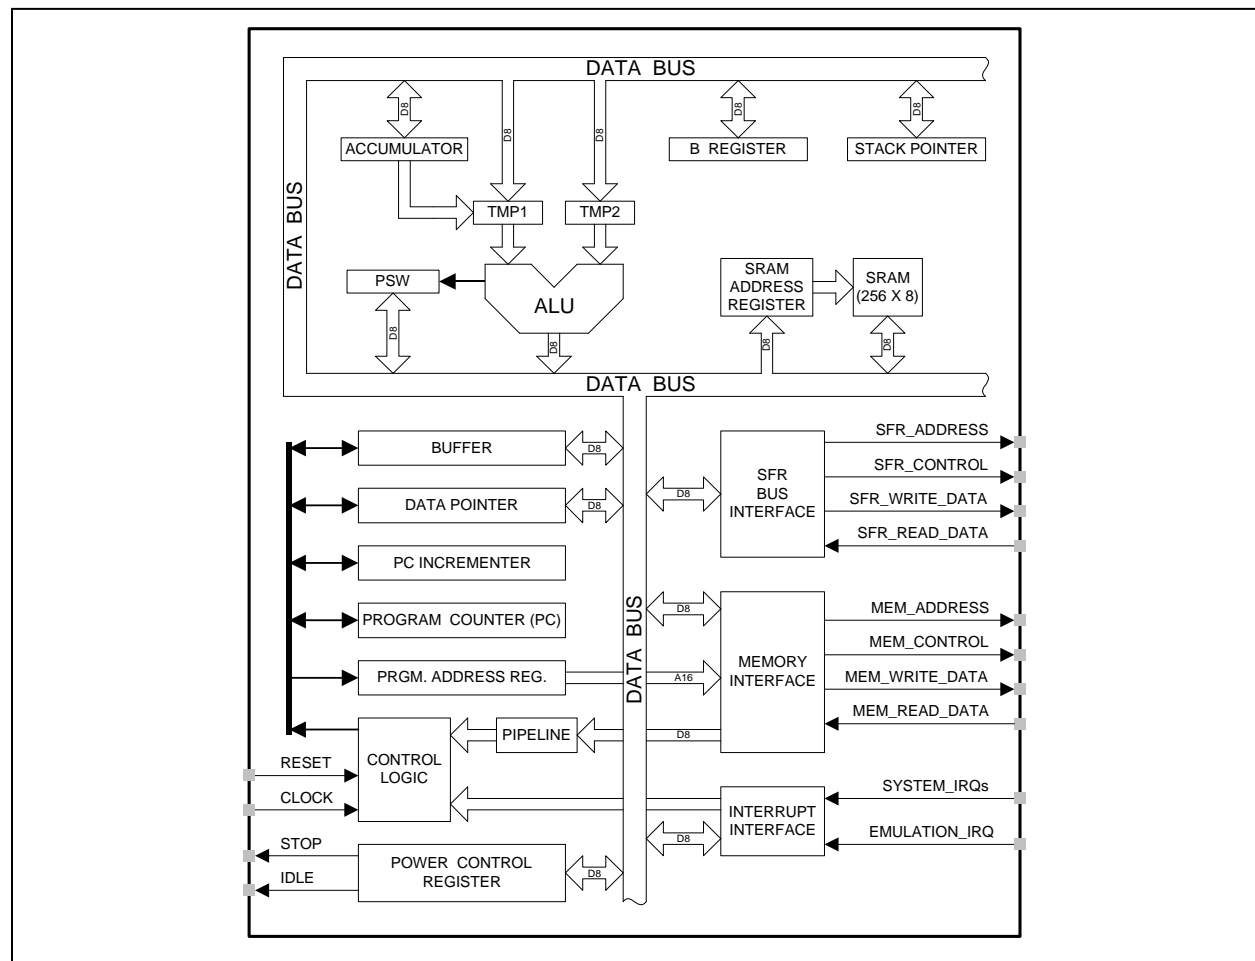 DATA BUS
D8
D8
D8
D8
D8
ACCUMULATOR
B REGISTER
STACK POINTER
DATA BUS
TMP1
TMP2
PSW
ALU
SRAM
ADDRESS
REGISTER
SRAM
(256 X 8)
D8
D8
D8
D8
DATA BUS
BUFFER
D8
DATA POINTER
D8
PC INCREMENTER
PROGRAM COUNTER (PC)
PRGM. ADDRESS REG.
A16
PIPELINE
D8
CONTROL
LOGIC
RESET
CLOCK
STOP
IDLE
POWER CONTROL
REGISTER
D8
DATA BUS
D8
SFR
BUS
INTERFACE
SFR_ADDRESS
SFR_CONTROL
SFR_WRITE_DATA
SFR_READ_DATA
D8
MEMORY
INTERFACE
MEM_ADDRESS
MEM_CONTROL
MEM_WRITE_DATA
MEM_READ_DATA
D8
INTERRUPT
INTERFACE
SYSTEM_IRQs
EMULATION_IRQ